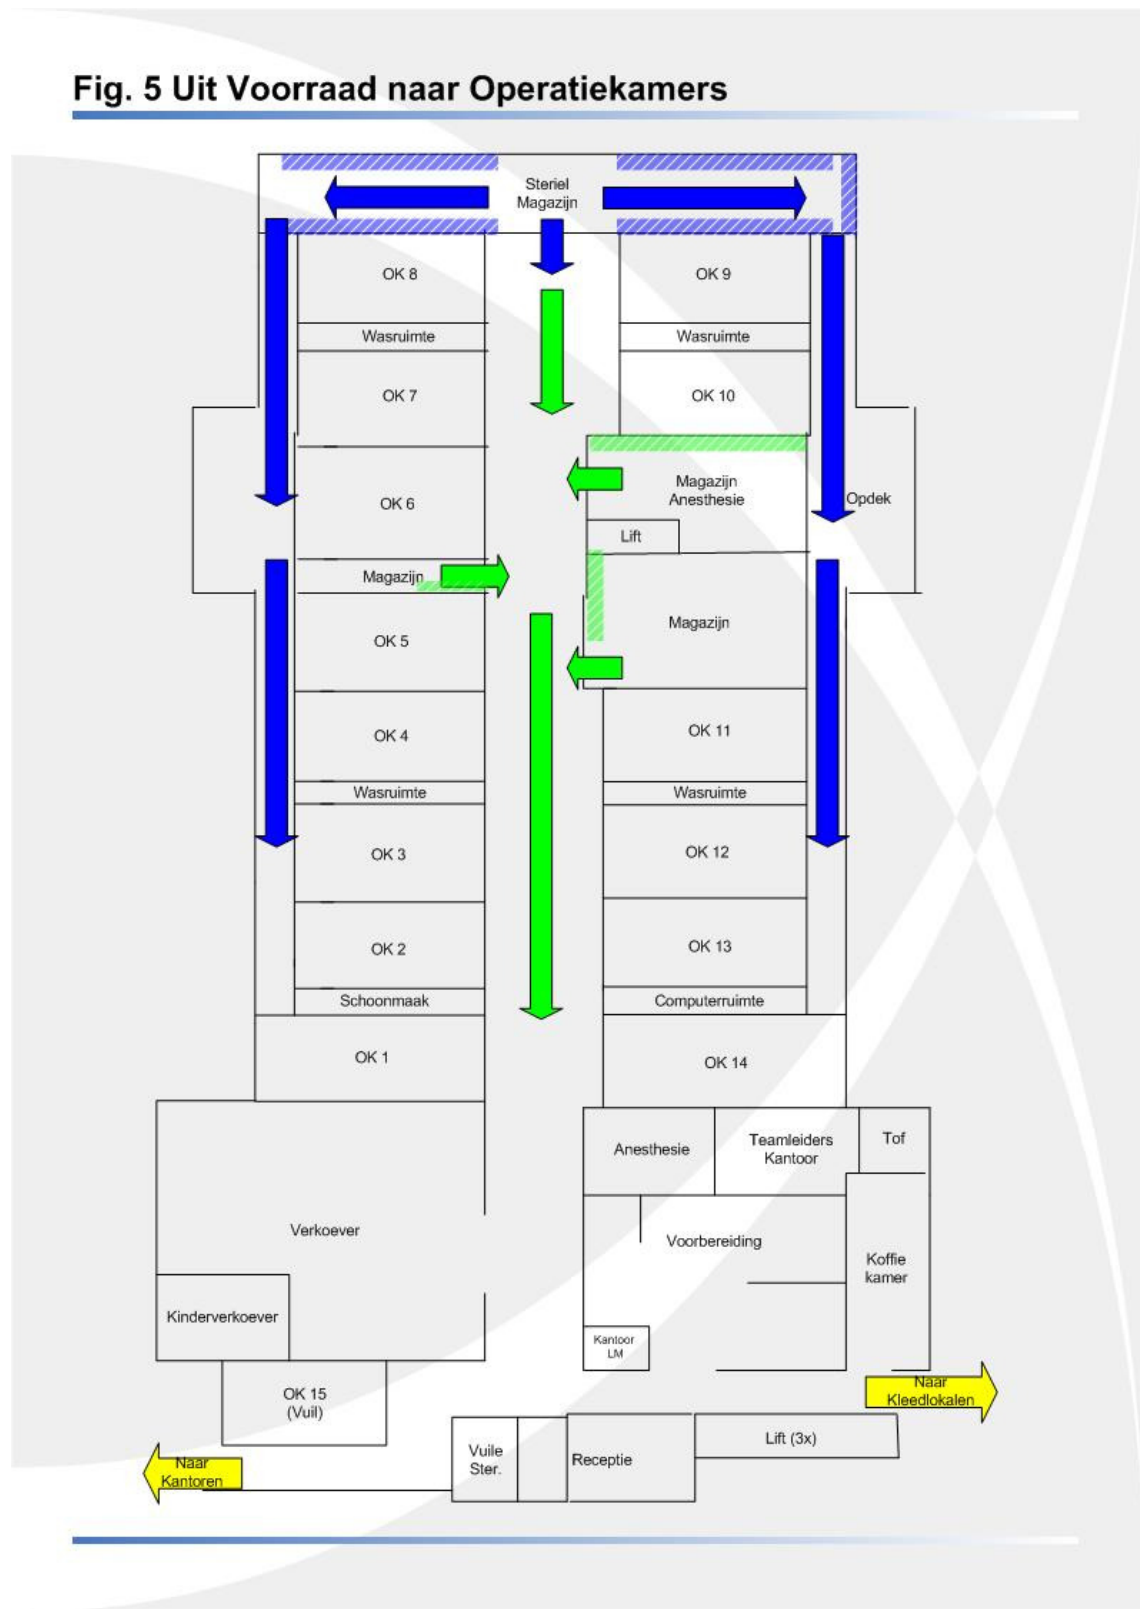 Fig. 5 Uit Voorraad naar Operatiekamers
Steriel
Magazijn
OK 8
OK 9
Wasruimte
Wasruimte
OK 7
OK 10
Magazijn
Anesthesie
Opdek
OK 6
Lift
Magazijn
Magazijn
OK 5
OK 4
OK 11
Wasruimte
Wasruimte
OK 3
OK 12
OK 2
OK 13
Schoonmaak
Computerruimte
OK 1
OK 14
Anesthesie
Teamleiders
Kantoor
Tof
Verkoever
Voorbereiding
Koffie
kamer
Kinderverkoever
Kantoor
LM
OK 15
(Vuil)
Naar
Kleedlokalen
Lift (3x)
Vuile
Ster.
Receptie
Naar
Kantoren